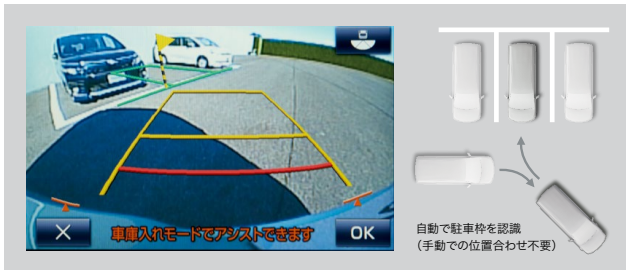 ×
車庫入れモードでアシストできます
OK
自動で駐車枠を認識
（手動での位置合わせ不要）